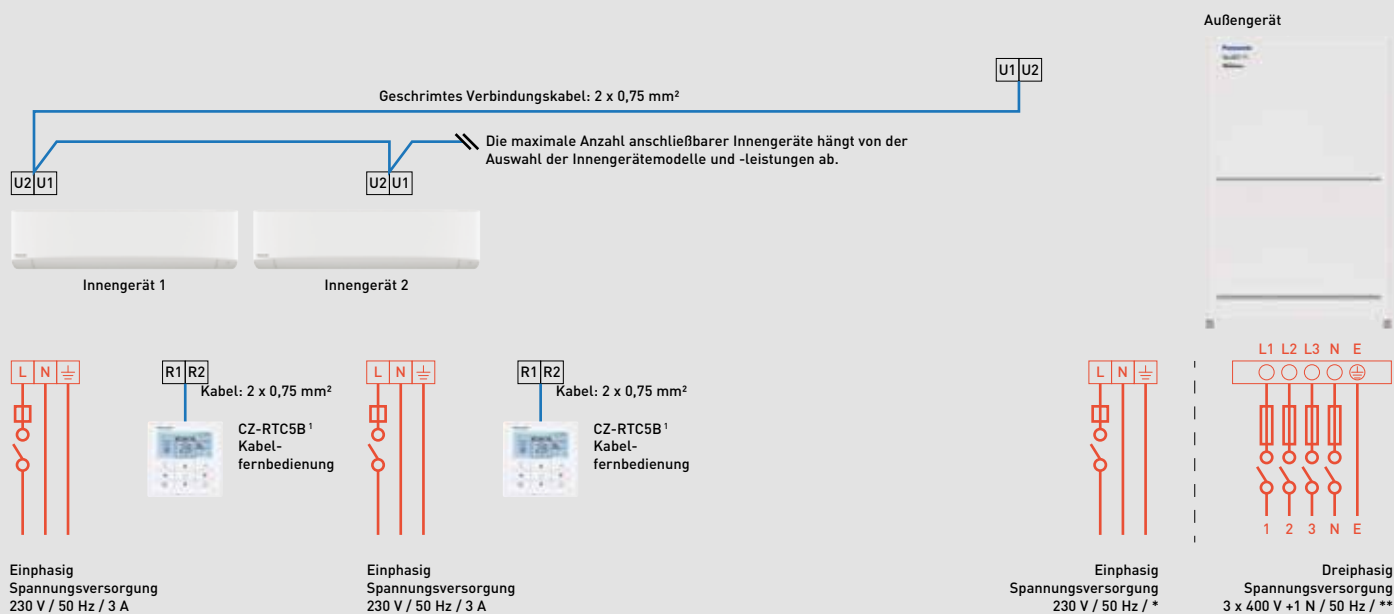 Außengerät
Panasonic
U1 U2
Geschrimtes Verbindungskabel: 2 x 0,75 mm²
Die maximale Anzahl anschließbarer Innengeräte hängt von der
Auswahl der Innengerätemodelle und -leistungen ab.
U2 U1
U2 U1
Innengerät 1
Innengerät 2
L1 L2 L3 N E
L N
R1 R2
Kabel: 2 x 0,75 mm²
L N
R1 R2
Kabel: 2 x 0,75 mm²
L N
CZ-RTC5B¹
Kabel-
fernbedienung
CZ-RTC5B¹
Kabel-
fernbedienung
1 2 3 N E
Einphasig
Spannungsversorgung
230 V / 50 Hz / 3 A
Einphasig
Spannungsversorgung
230 V / 50 Hz / 3 A
Einphasig
Spannungsversorgung
230 V / 50 Hz / *
Dreiphasig
Spannungsversorgung
3 x 400 V +1 N / 50 Hz / **